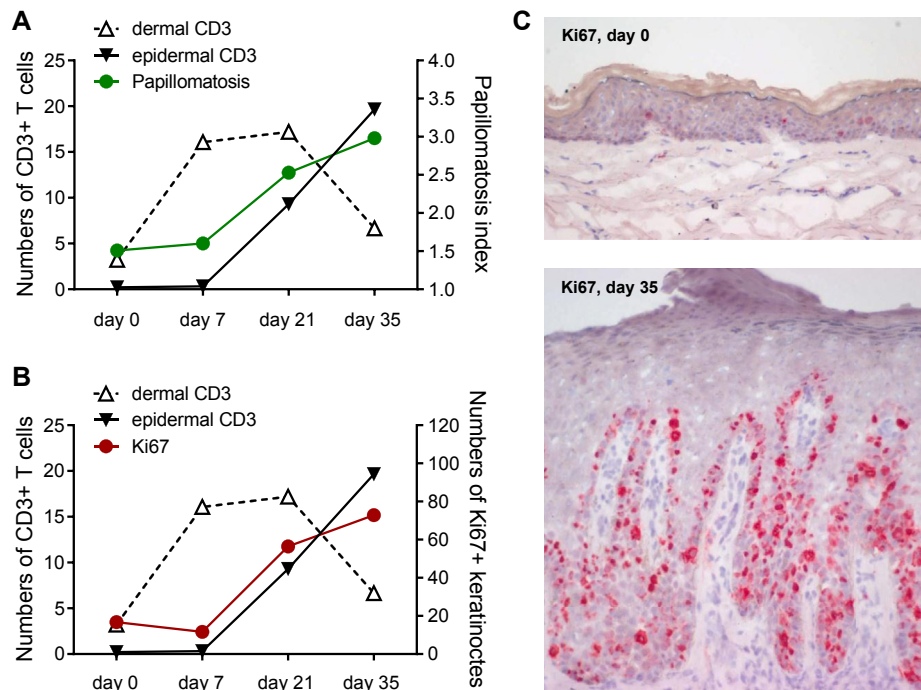 A
dermal CD3
epidermal CD3
Papillomatosis
Numbers of CD3+ T cells
25
20
15
10
5
0
4.0
3.5
3.0
2.5
2.0
1.5
1.0
Papillomatosis index
day 0
day 7
day 21
day 35
B
dermal CD3
epidermal CD3
Ki67
Numbers of CD3+ T cells
25
20
15
10
5
0
120
100
80
60
40
20
0
Numbers of Ki67+ keratinoctes
day 0
day 7
day 21
day 35
C
Ki67, day 0
Ki67, day 35